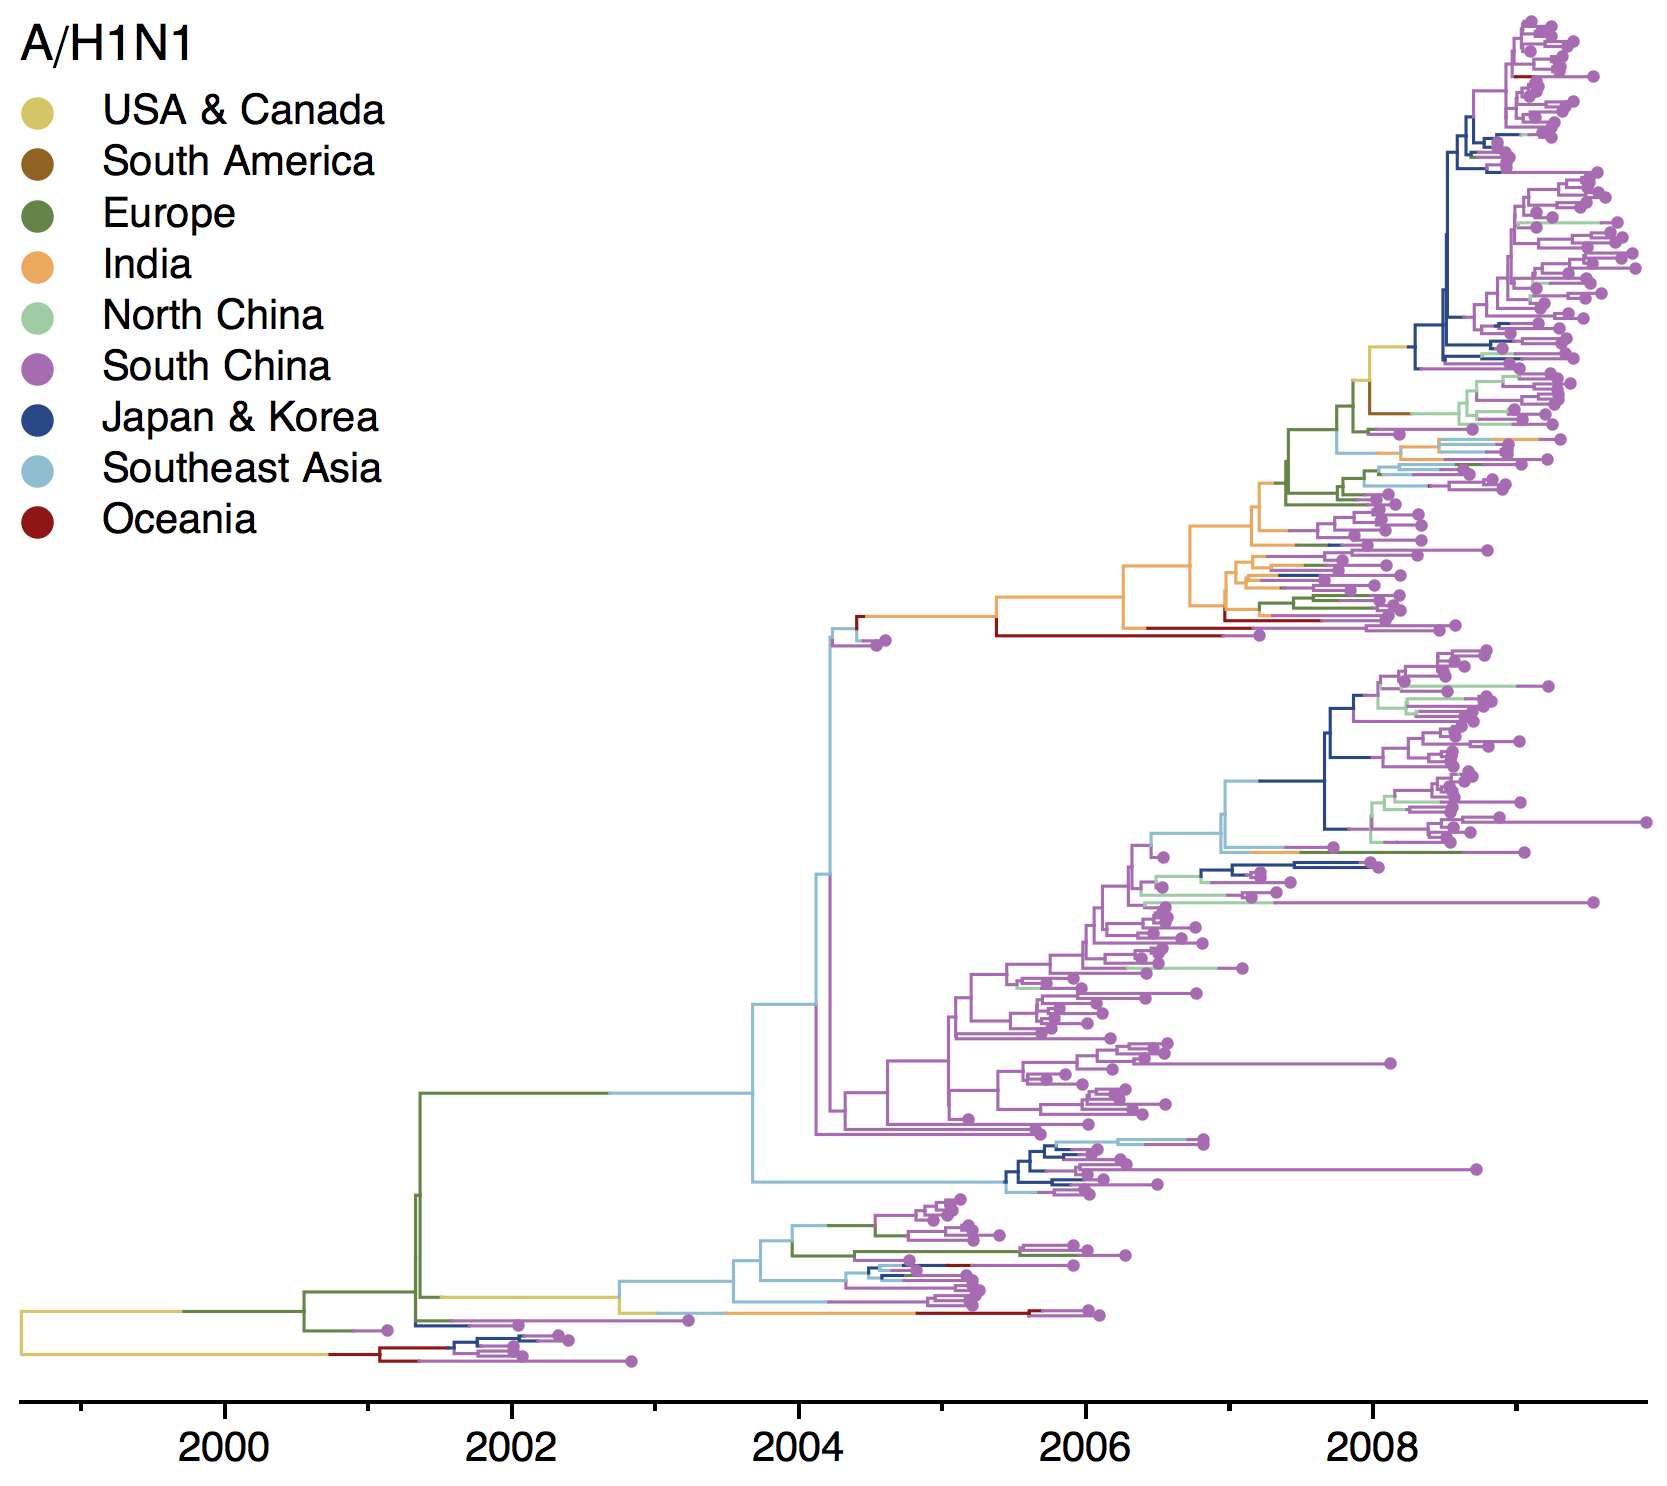 A/H1N1
USA & Canada
South America
Europe
India
North China
South China
Japan & Korea
Southeast Asia
Oceania
2000 2002 2004 2006 2008